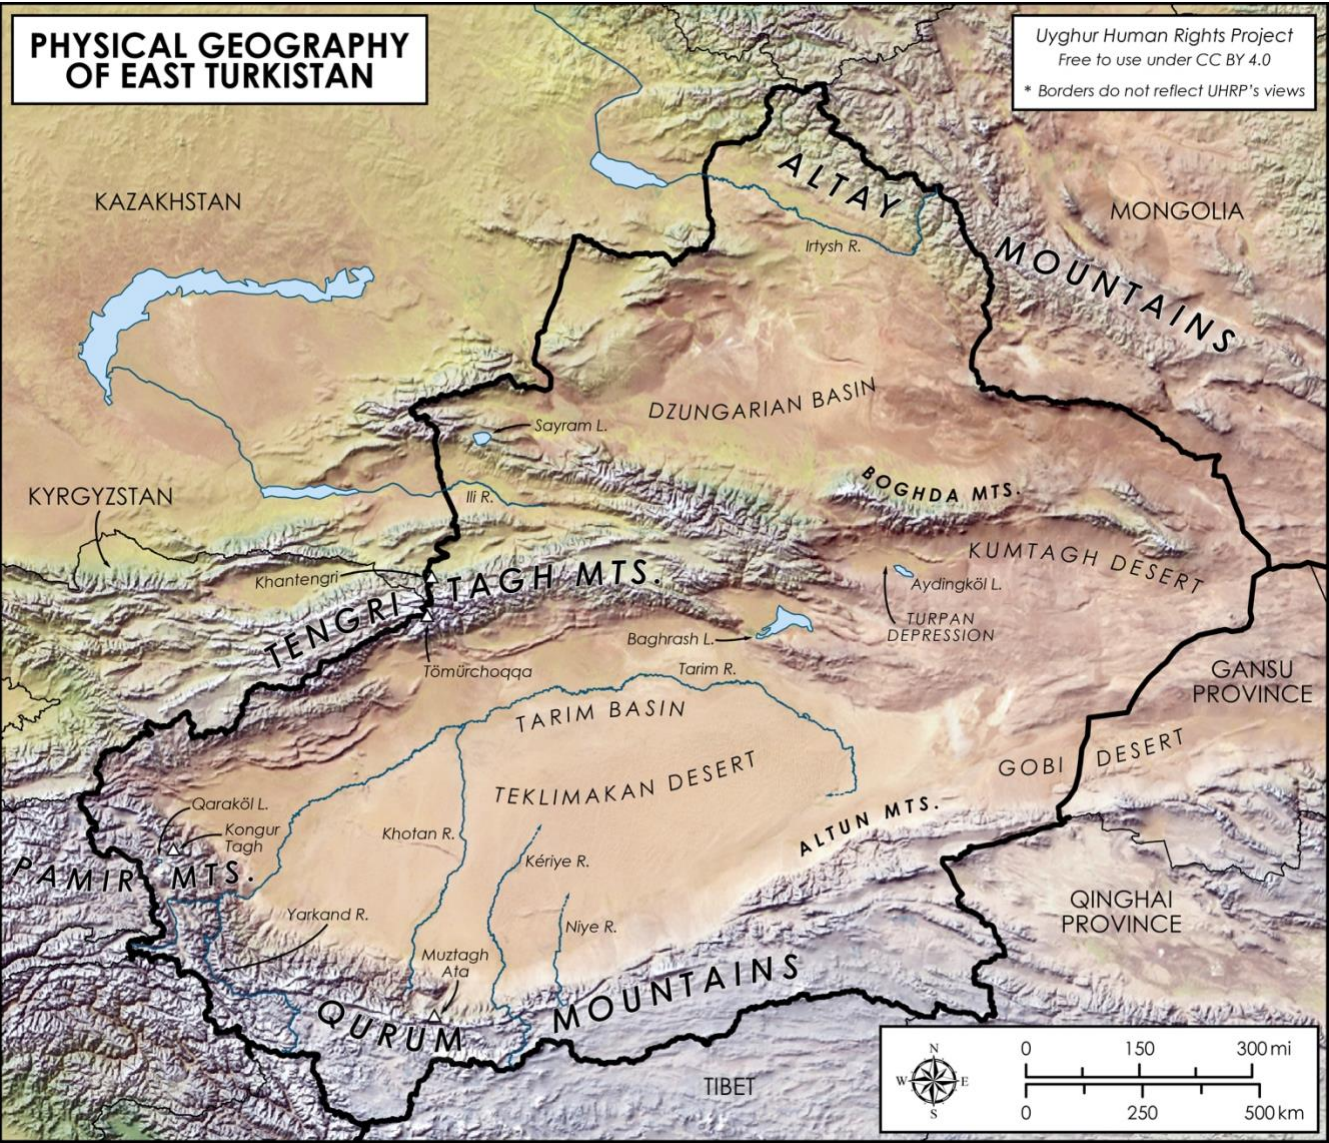 PHYSICAL GEOGRAPHY
OF EAST TURKISTAN
Uyghur Human Rights Project
Free to use under CC BY 4.0
* Borders do not reflect UHRP's views
KAZAKHSTAN
ALTAY
MOUNTAINS
MONGOLIA
Irtysh R.
DZUNGARIAN BASIN
Sayram L.
KYRGYZSTAN
Ili R.
BOGHDA MTS.
KUMTAGH DESERT
Khantengri
TENGRI TAGH MTS.
Aydingköl L.
TURPAN
DEPRESSION
Baghrash L.
Tömürchoqqa
Tarim R.
GANSU
PROVINCE
TARIM BASIN
GOBI DESERT
TEKLIMAKAN DESERT
Qaraköl L.
Kongur
Tagh
Khotan R.
ALTUN MTS.
Kériye R.
PAMIR MTS.
Yarkand R.
Niye R.
QINGHAI
PROVINCE
Muztagh
Ata
QURUM MOUNTAINS
TIBET
N
W E
S
0 150 300 mi
0 250 500 km